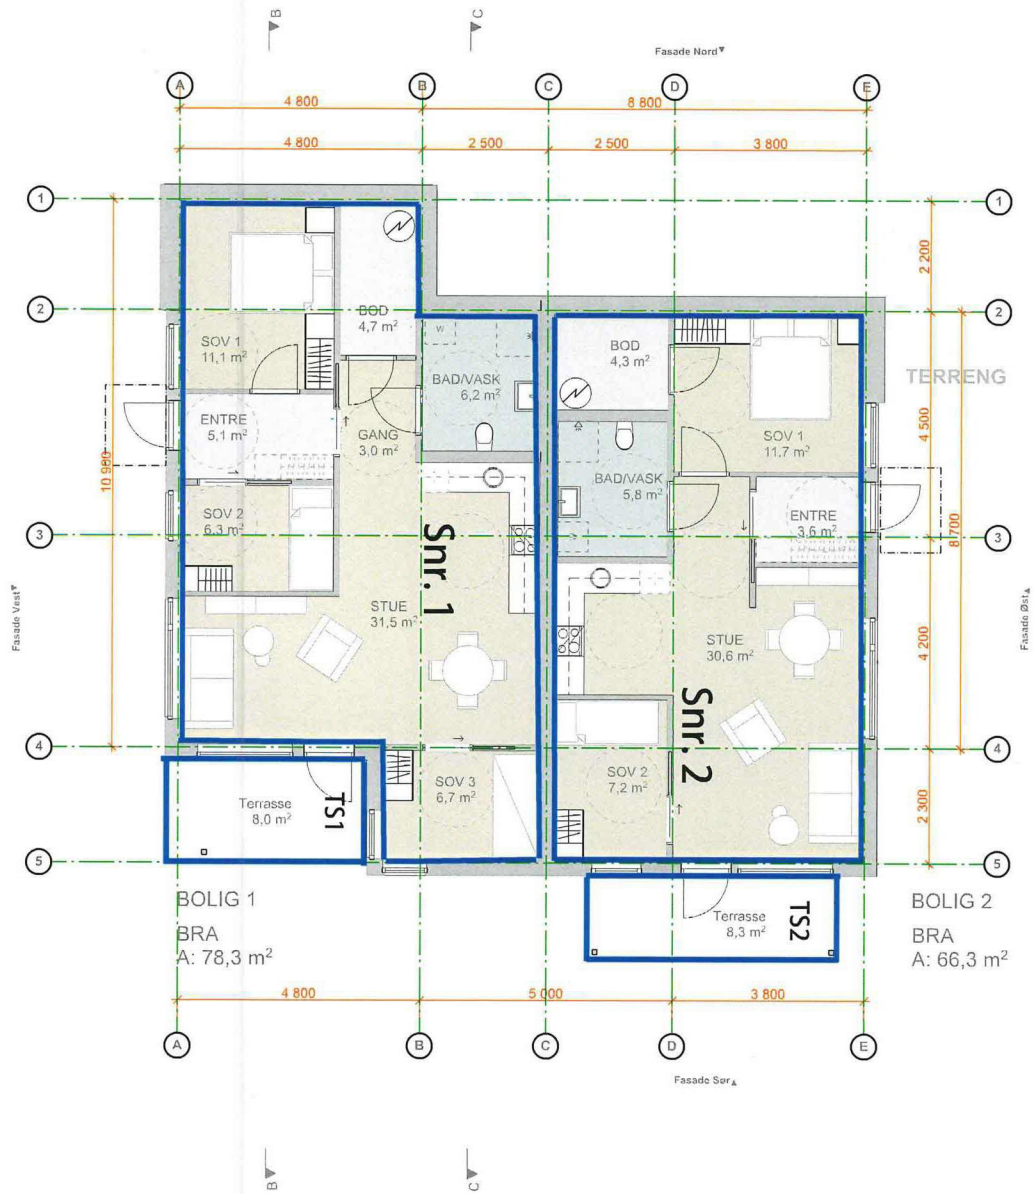 B
C
Fasade Nord
A
B
C
D
E
4 800
8 800
4 800
2 500
2 500
3 800
1
1
2 200
2
2
BOD
4,7 m²
SOV 1
11,1 m²
W
BOD
4,3 m²
TERRENG
BAD/VASK
6,2 m²
ENTRE
5,1 m²
GANG
3,0 m²
SOV 1
11,7 m²
4 500
10 980
BAD/VASK
5,8 m²
SOV 2
6,3 m²
ENTRE
3,6 m²
3
3
8 700
Snr. 1
Fasade Vest
STUE
31,5 m²
STUE
30,6 m²
4 200
Fasade Øst
Snr. 2
4
4
SOV 3
6,7 m²
SOV 2
7,2 m²
Terrasse
8,0 m²
TS1
2 300
5
5
BOLIG 1
BRA
A: 78,3 m²
Terrasse
8,3 m²
TS2
BOLIG 2
BRA
A: 66,3 m²
4 800
5 000
3 800
A
B
C
D
E
Fasade Sør
B
C